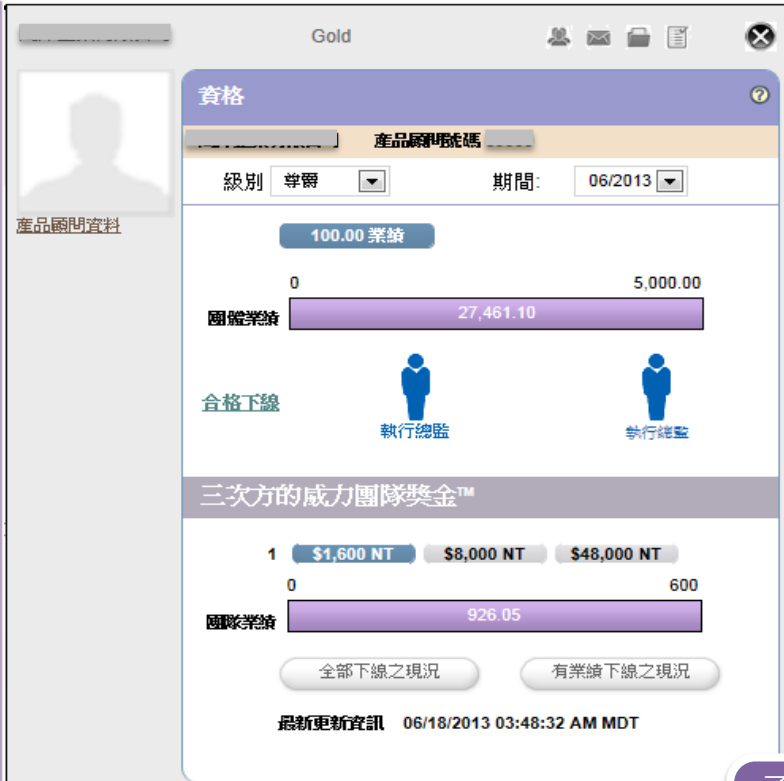 Gold
資格
產品顧問號碼
級別 尊爵 期間: 06/2013
產品顧問資料
100.00 業績
0 5,000.00
團體業績 27,461.10
合格下線
執行總監 執行總監
三次方的威力團隊獎金™
1 $1,600 NT $8,000 NT $48,000 NT
0 600
團隊業績 926.05
全部下線之現況 有業績下線之現況
最新更新資訊 06/18/2013 03:48:32 AM MDT